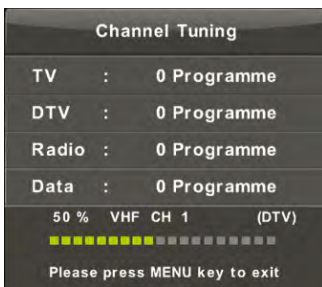 Channel Tuning
TV : 0 Programme
DTV : 0 Programme
Radio : 0 Programme
Data : 0 Programme
50 % VHF CH 1 (DTV)
Please press MENU key to exit